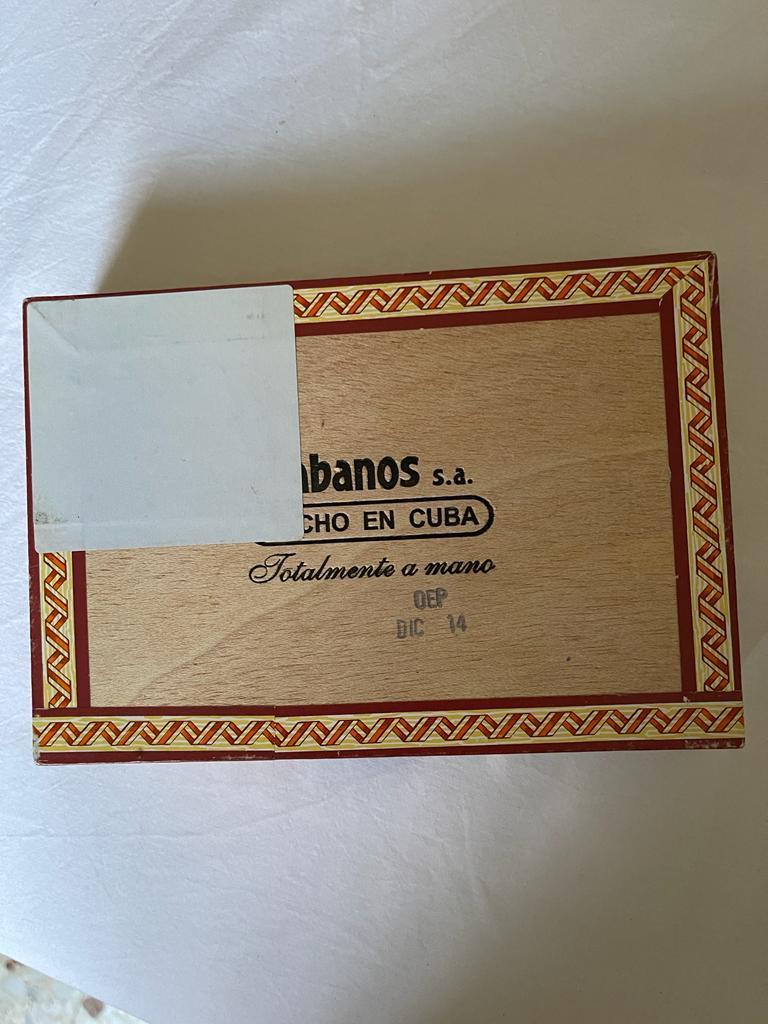 abanos s.a.
CHO EN CUBA
Totalmente a mano
OEP
DIC 14